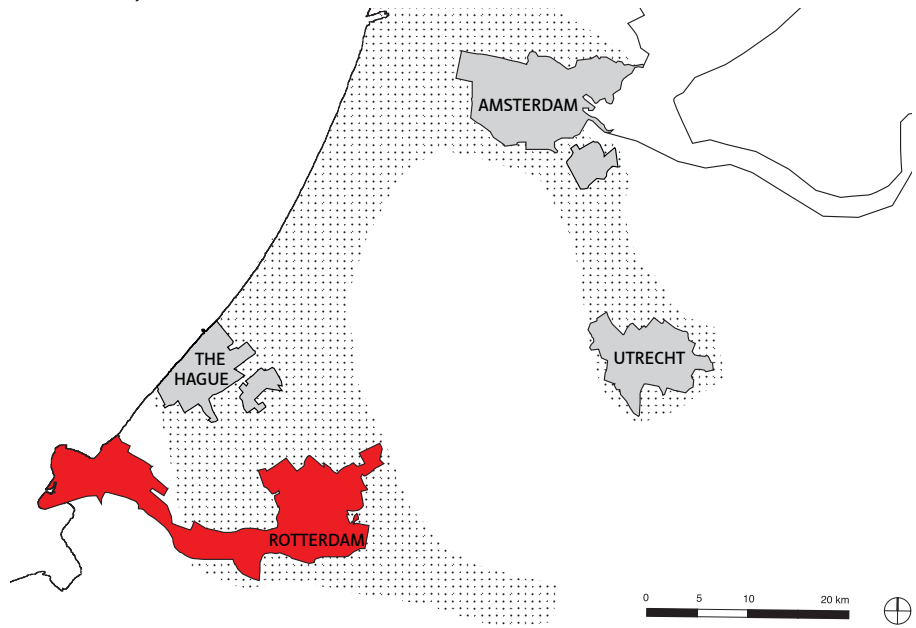 AMSTERDAM
THE
HAGUE
UTRECHT
ROTTERDAM
0 5 10 20 km